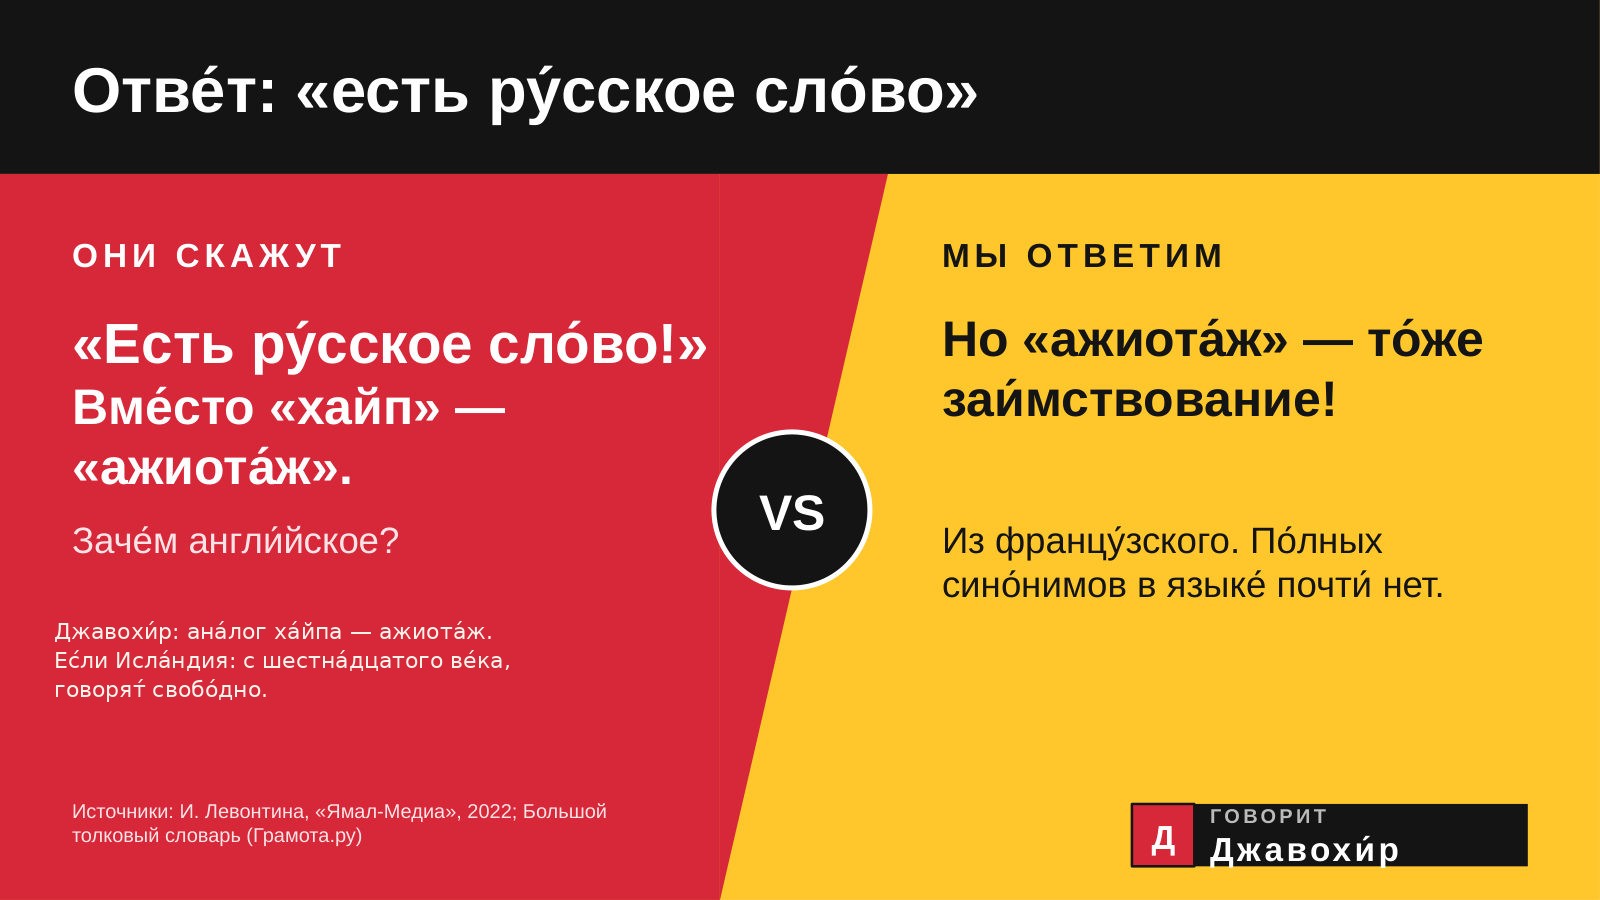 Отве́т: «есть ру́сское сло́во»
ОНИ СКАЖУТ
«Есть ру́сское сло́во!»
Вме́сто «хайп» —
«ажиота́ж».
Заче́м англи́йское?
Джавохи́р: ана́лог ха́йпа — ажиота́ж.
Ес́ли Исла́ндия: с шестна́дцатого ве́ка,
говорят́ свобо́дно.
Источники: И. Левонтина, «Ямал-Медиа», 2022; Большой
толковый словарь (Грамота.ру)
VS
МЫ ОТВЕТИМ
Но «ажиота́ж» — то́же
заи́мствование!
Из францу́зского. По́лных
сино́нимов в языке́ почти́ нет.
Д
ГОВОРИТ
Джавохи́р